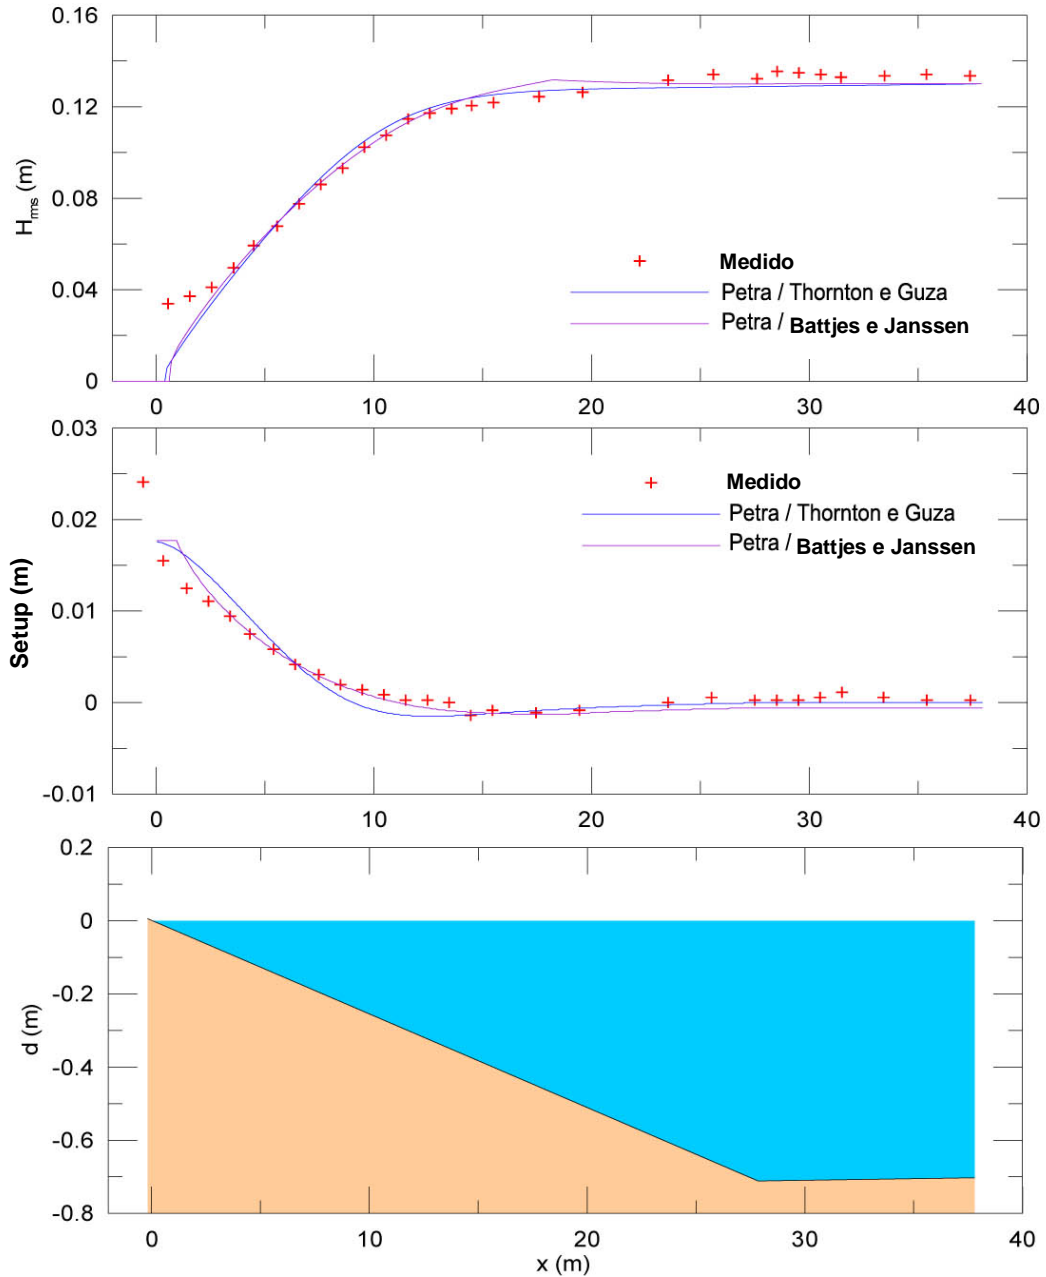 0.16
0.12
0.08
0.04
0
H_rms (m)
Medido
Petra / Thornton e Guza
Petra / Battjes e Janssen
0 10 20 30 40
0.03
0.02
0.01
0
-0.01
Setup (m)
Medido
Petra / Thornton e Guza
Petra / Battjes e Janssen
0 10 20 30 40
0.2
0
-0.2
-0.4
-0.6
-0.8
d (m)
0 10 20 30 40
x (m)